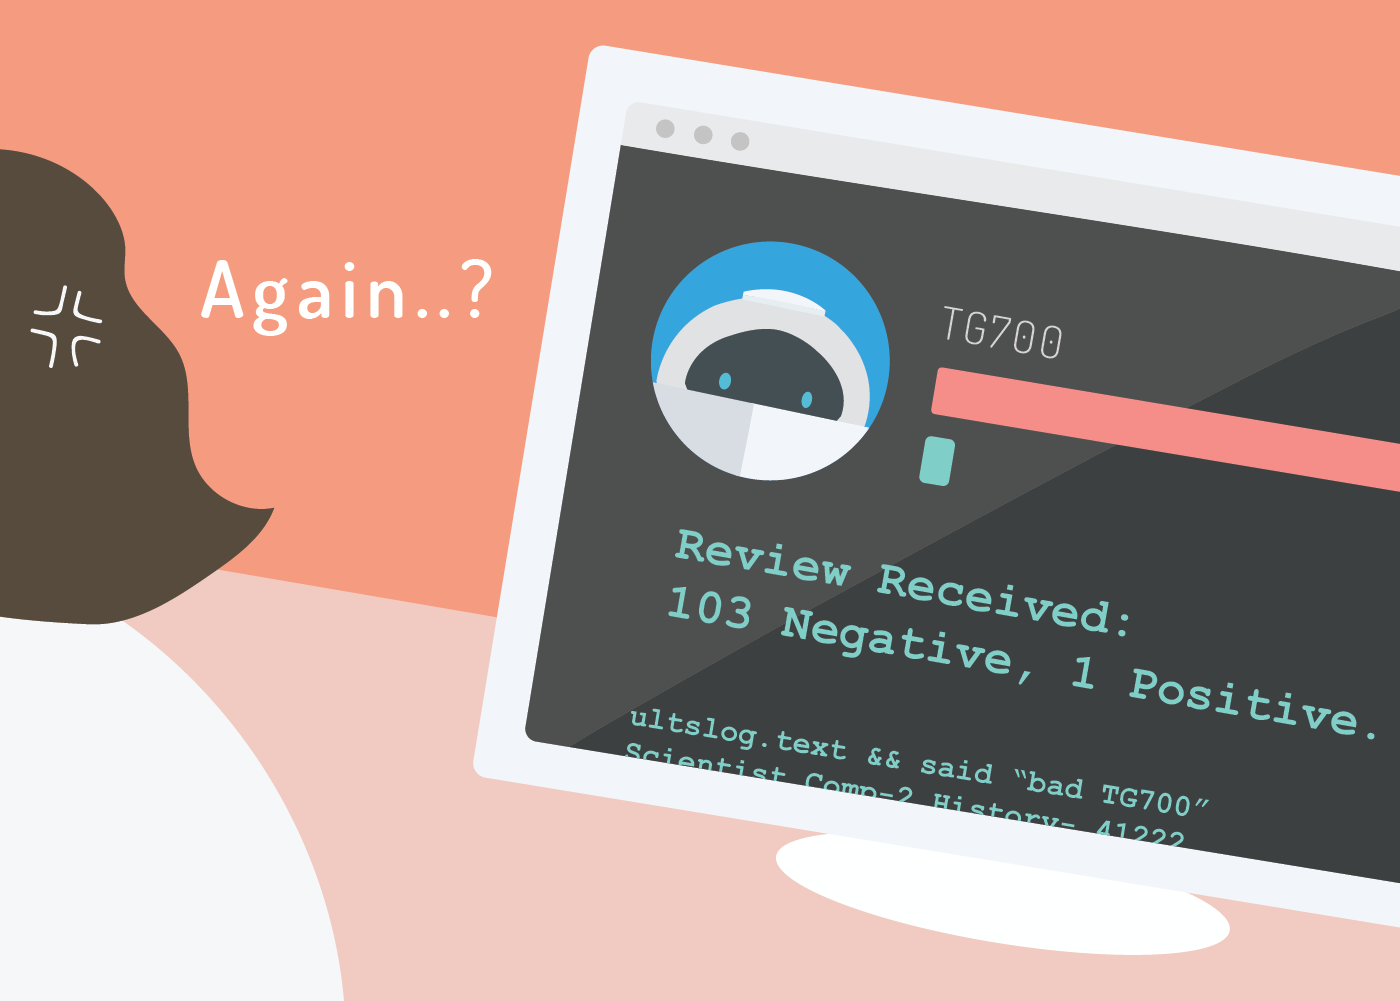 Again..?
TG700
Review Received:
103 Negative, 1 Positive.
ultslog.text && said “bad TG700”
Scientist Comp-2 History- 41222